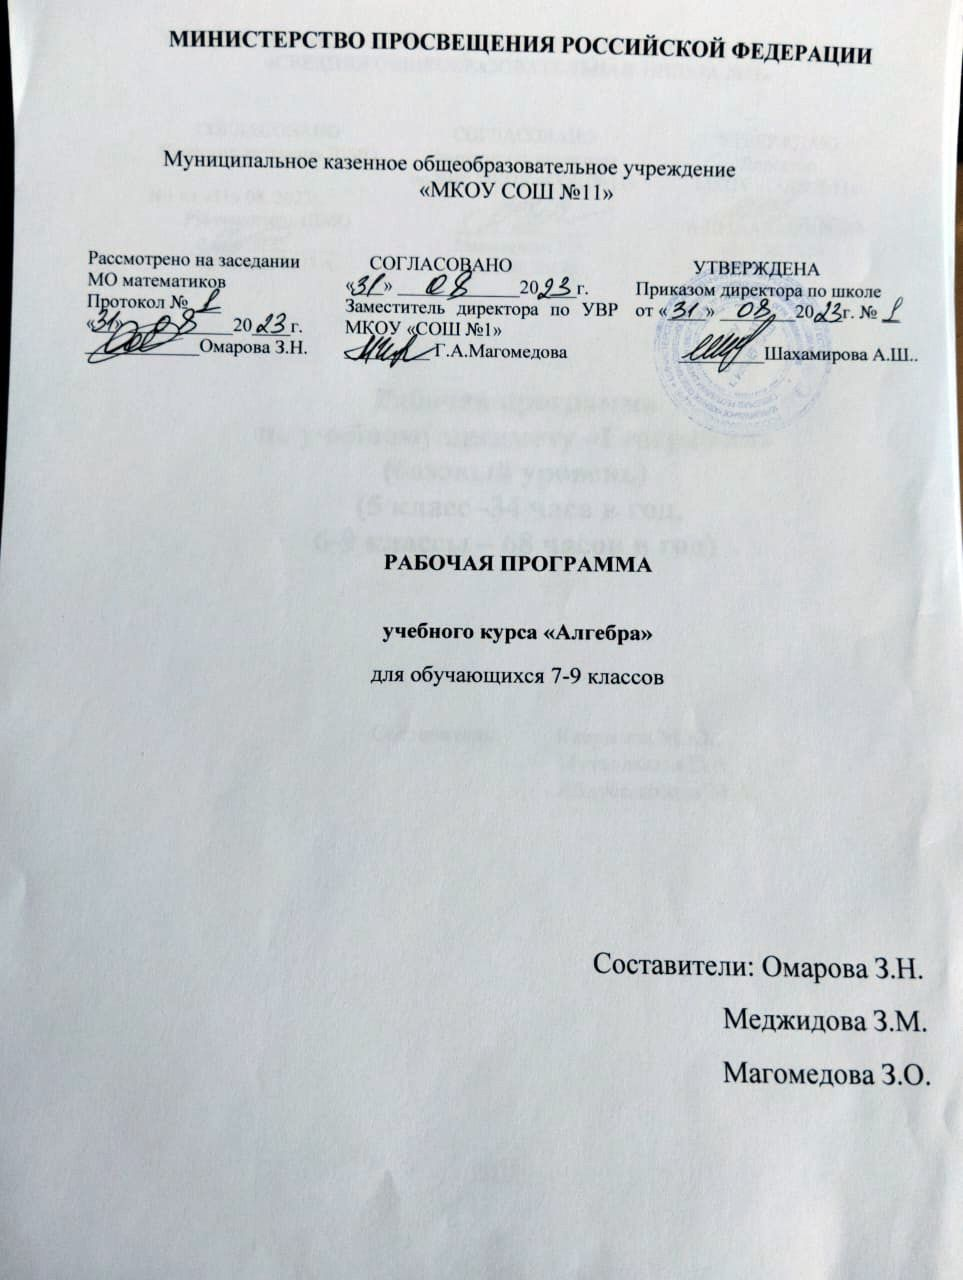 МИНИСТЕРСТВО ПРОСВЕЩЕНИЯ РОССИЙСКОЙ ФЕДЕРАЦИИ
Муниципальное казенное общеобразовательное учреждение
«МКОУ СОШ №11»
Рассмотрено на заседании
МО математиков
Протокол № 1
«31» 08 2023г.
Омарова З.Н.
СОГЛАСОВАНО
«31» 08 2023г.
Заместитель директора по УВР
МКОУ «СОШ №1»
Г.А.Магомедова
УТВЕРЖДЕНА
Приказом директора по школе
от «31» 08 2023г. № 1
Шахамирова А.Ш..
РАБОЧАЯ ПРОГРАММА
учебного курса «Алгебра»
для обучающихся 7-9 классов
Составители: Омарова З.Н.
Меджидова З.М.
Магомедова З.О.